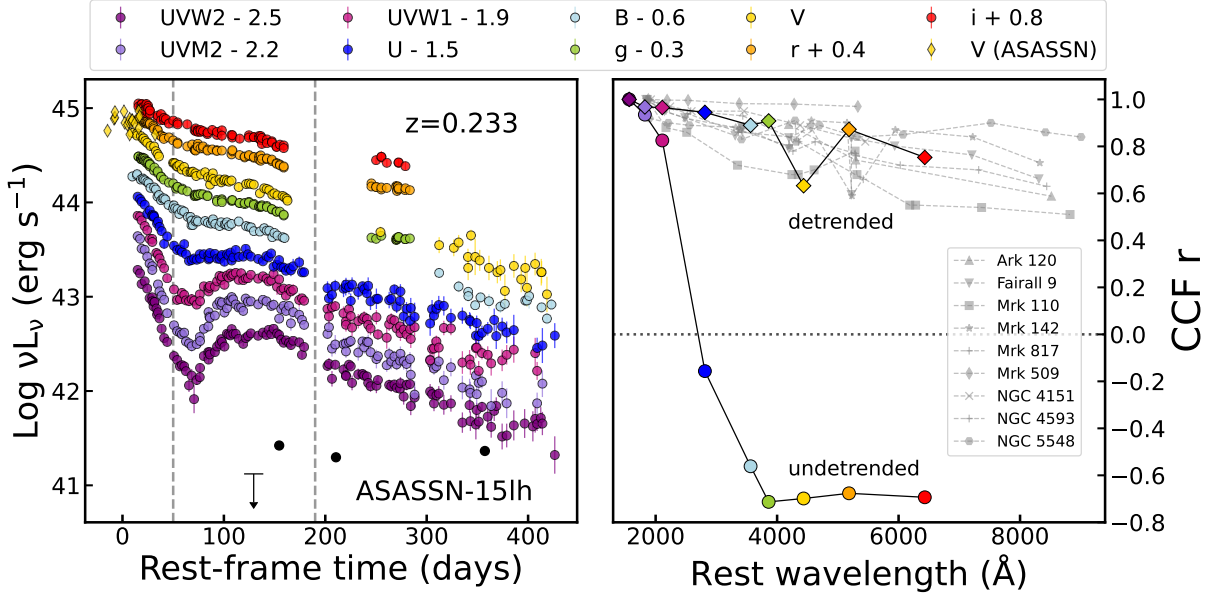 UVW2 - 2.5 UVW1 - 1.9 B - 0.6 V i + 0.8
UVM2 - 2.2 U - 1.5 g - 0.3 r + 0.4 V (ASASSN)
45
44
43
42
41
Log νLν (erg s⁻¹)
z=0.233
ASASSN-15lh
0 100 200 300 400
Rest-frame time (days)
detrended
Ark 120
Fairall 9
Mrk 110
Mrk 142
Mrk 817
Mrk 509
NGC 4151
NGC 4593
NGC 5548
undetrended
1.0
0.8
0.6
0.4
0.2
0.0
−0.2
−0.4
−0.6
−0.8
CCF r
2000 4000 6000 8000
Rest wavelength (Å)